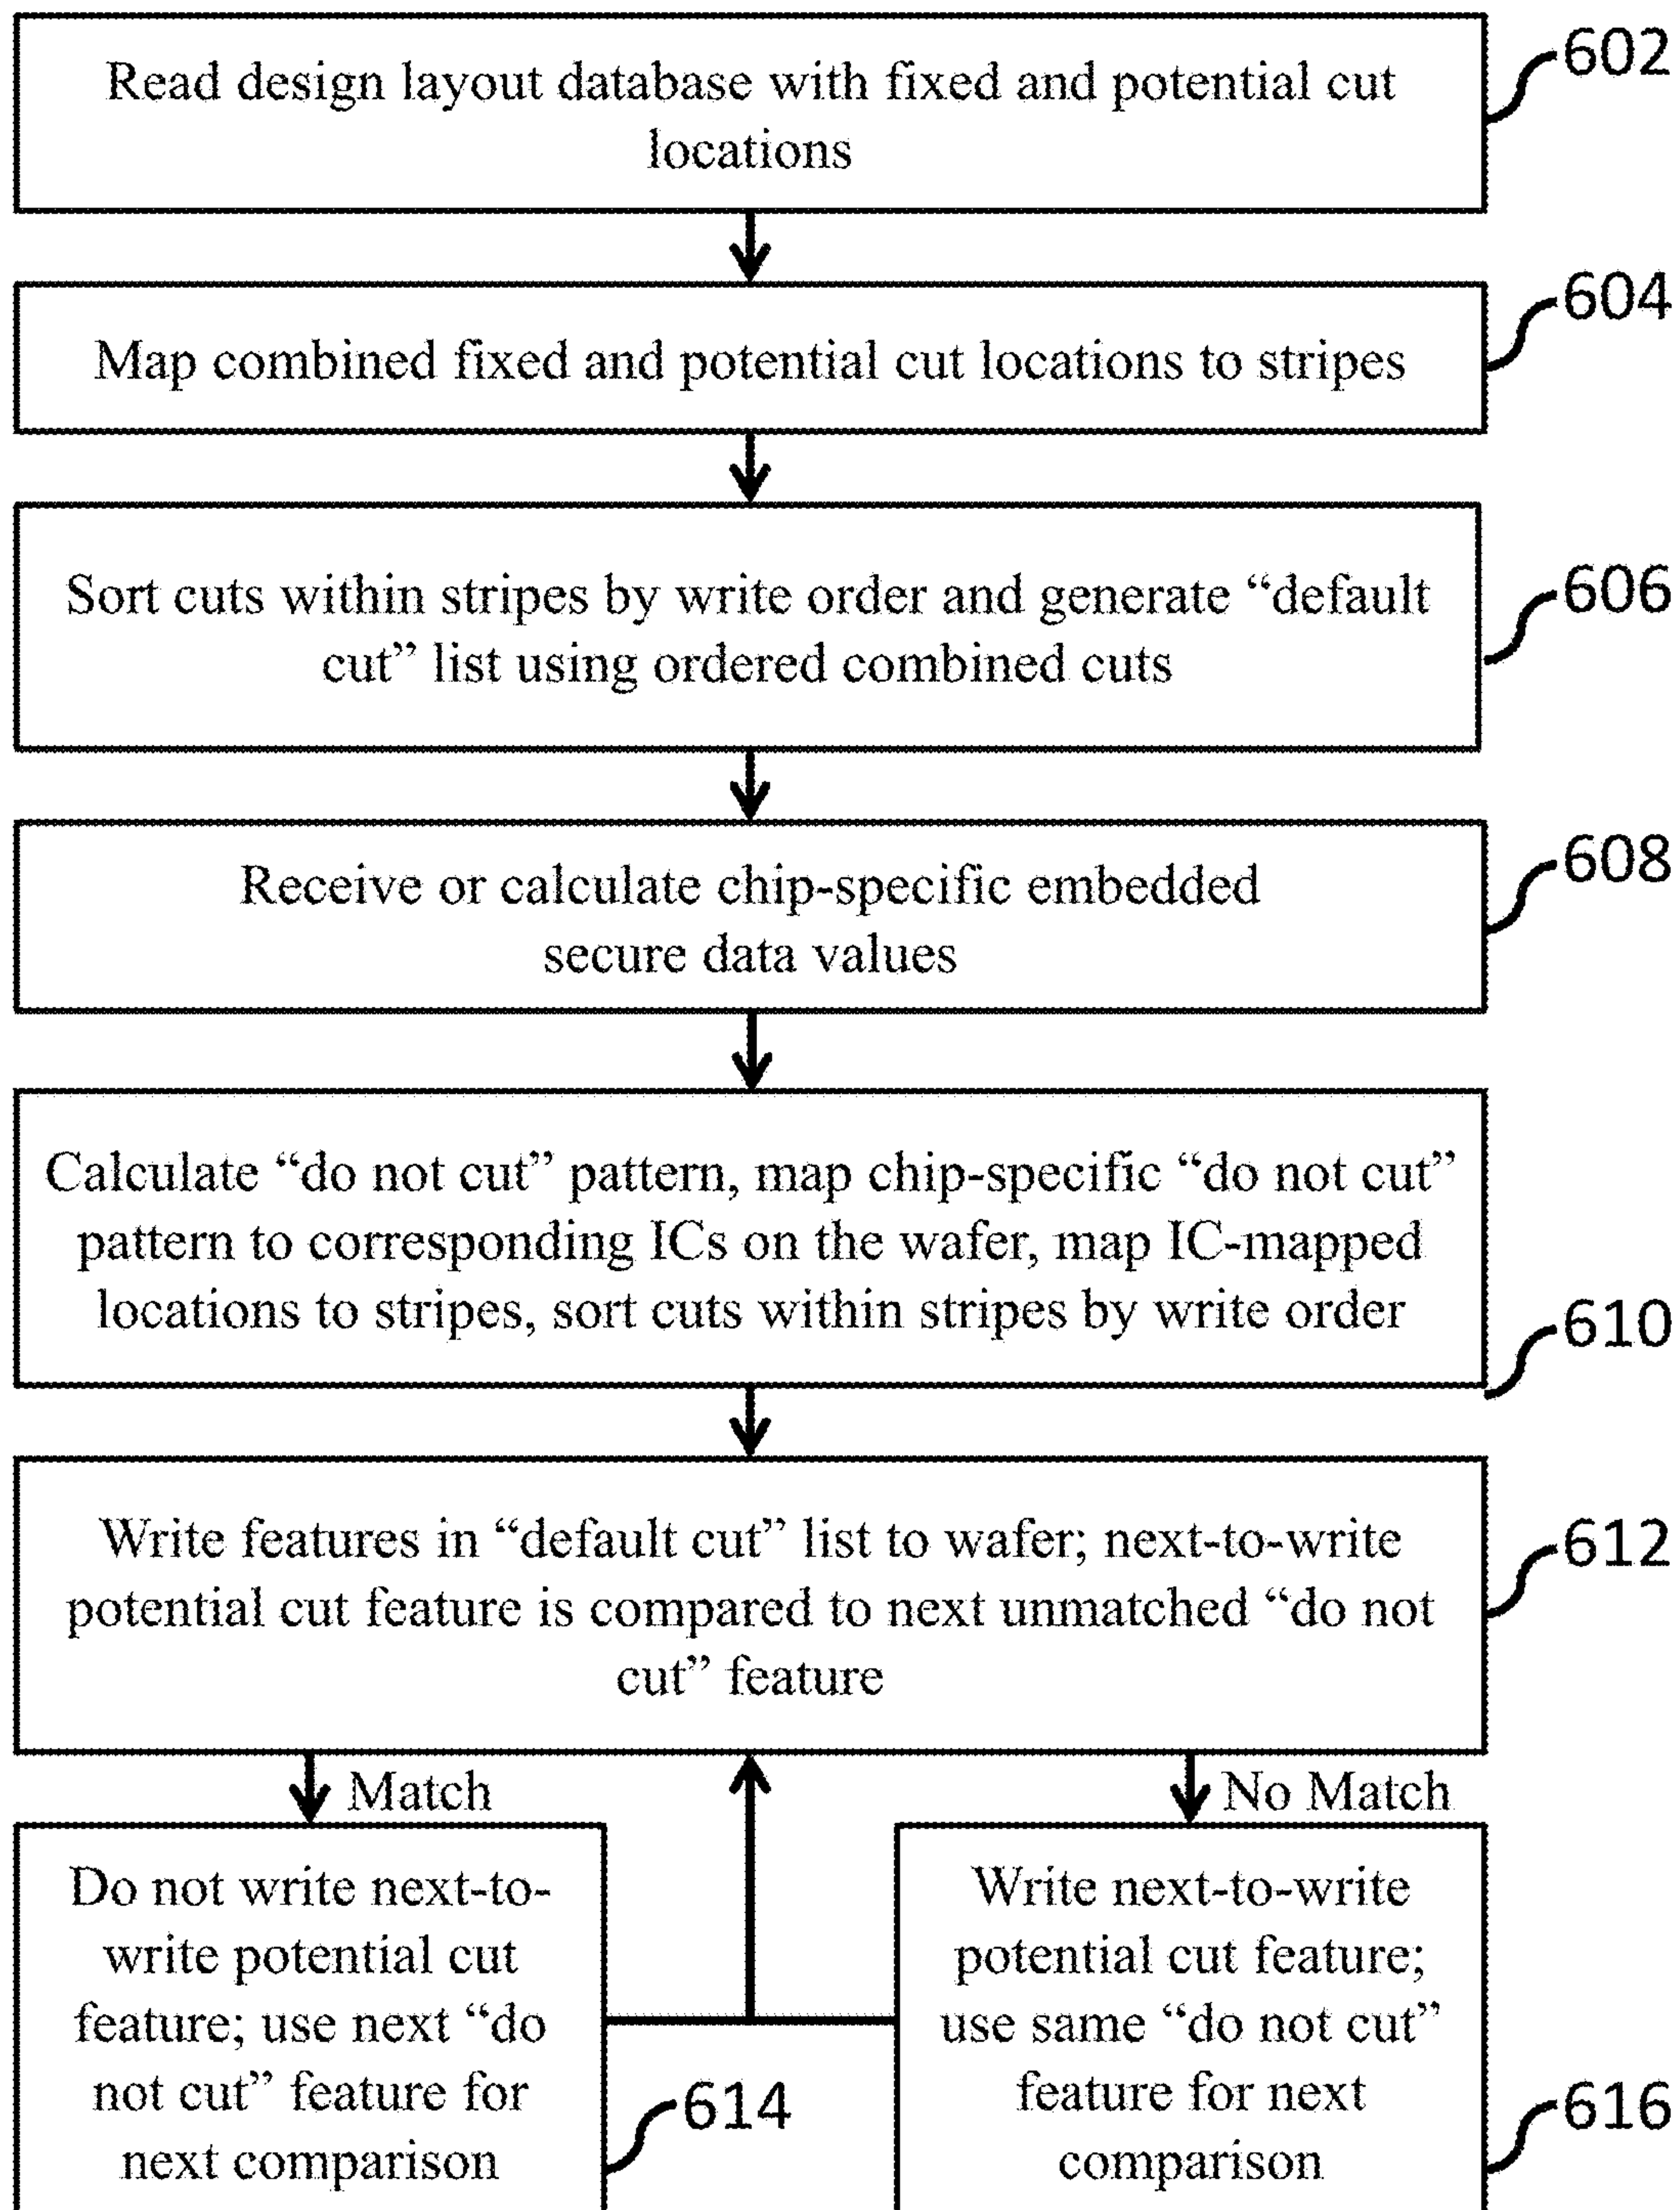 Read design layout database with fixed and potential cut
locations
602
Map combined fixed and potential cut locations to stripes
604
Sort cuts within stripes by write order and generate “default
cut” list using ordered combined cuts
606
Receive or calculate chip-specific embedded
secure data values
608
Calculate “do not cut” pattern, map chip-specific “do not cut”
pattern to corresponding ICs on the wafer, map IC-mapped
locations to stripes, sort cuts within stripes by write order
610
Write features in “default cut” list to wafer; next-to-write
potential cut feature is compared to next unmatched “do not
cut” feature
612
Match
No Match
Do not write next-to-
write potential cut
feature; use next “do
not cut” feature for
next comparison
614
Write next-to-write
potential cut feature;
use same “do not cut”
feature for next
comparison
616